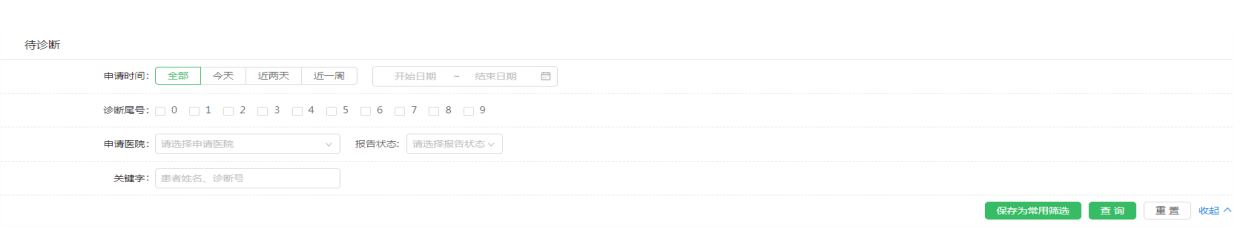 待诊断
申请时间: 全部 今天 近两天 近一周 开始日期 ~ 结束日期
诊断尾号: 0 1 2 3 4 5 6 7 8 9
申请医院: 请选择申请医院 报告状态: 请选择报告状态
关键字: 患者姓名、诊断号
保存为常用筛选 查询 重置 收起